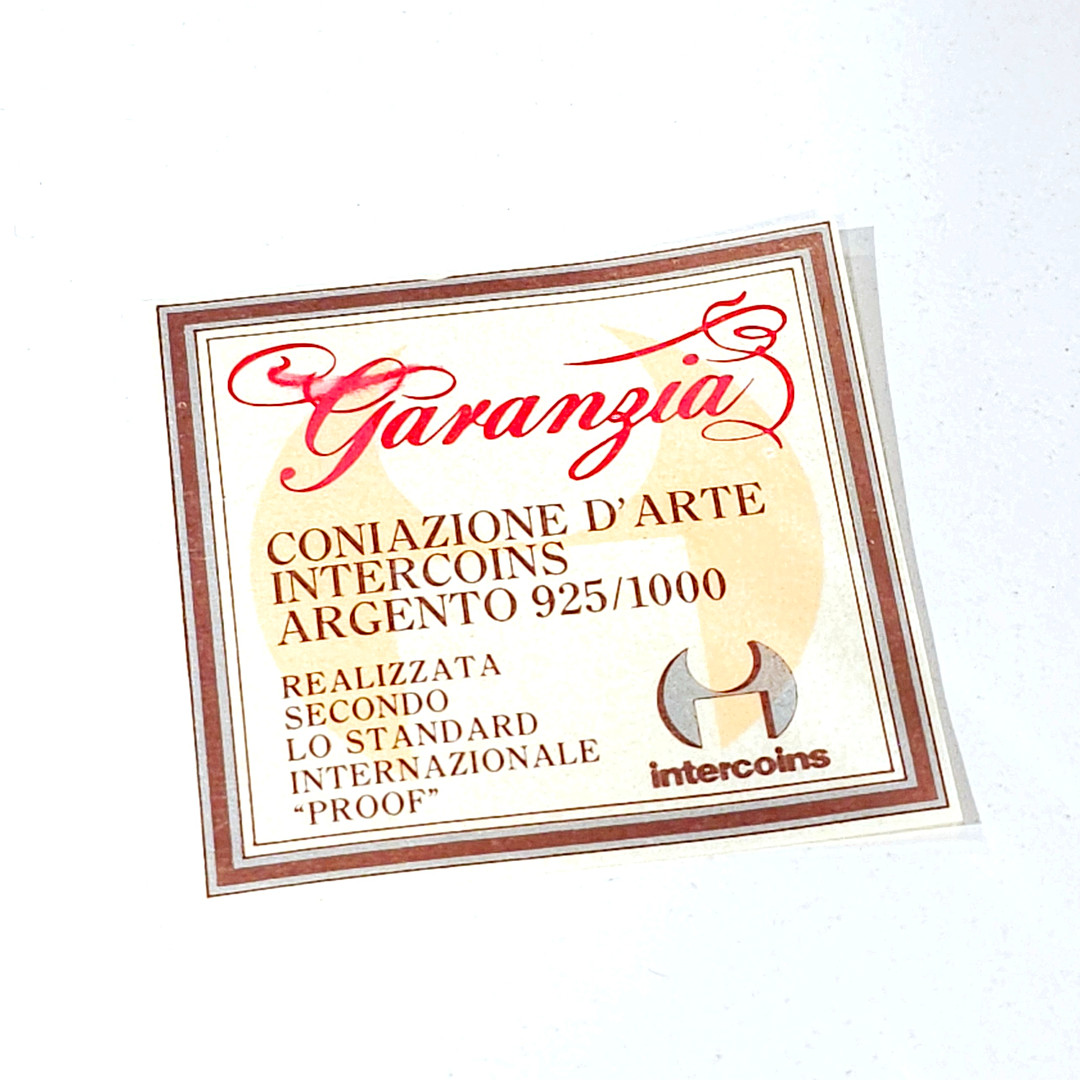 Garanzia
CONIAZIONE D'ARTE
INTERCOINS
ARGENTO 925/1000
REALIZZATA
SECONDO
LO STANDARD
INTERNAZIONALE
"PROOF"
intercoins